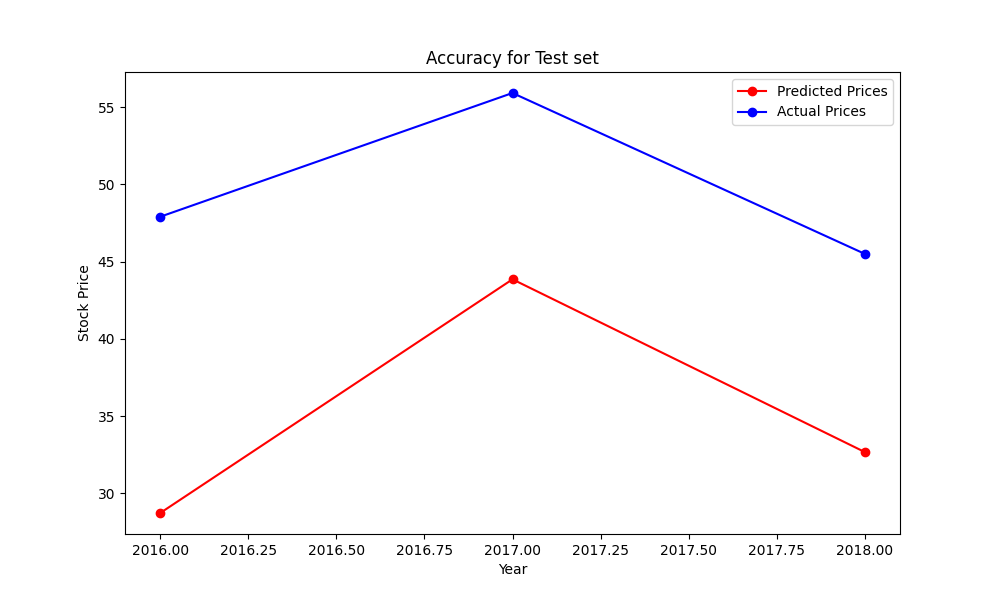 Accuracy for Test set
Predicted Prices
Actual Prices
Stock Price
55
50
45
40
35
30
2016.00 2016.25 2016.50 2016.75 2017.00 2017.25 2017.50 2017.75 2018.00
Year